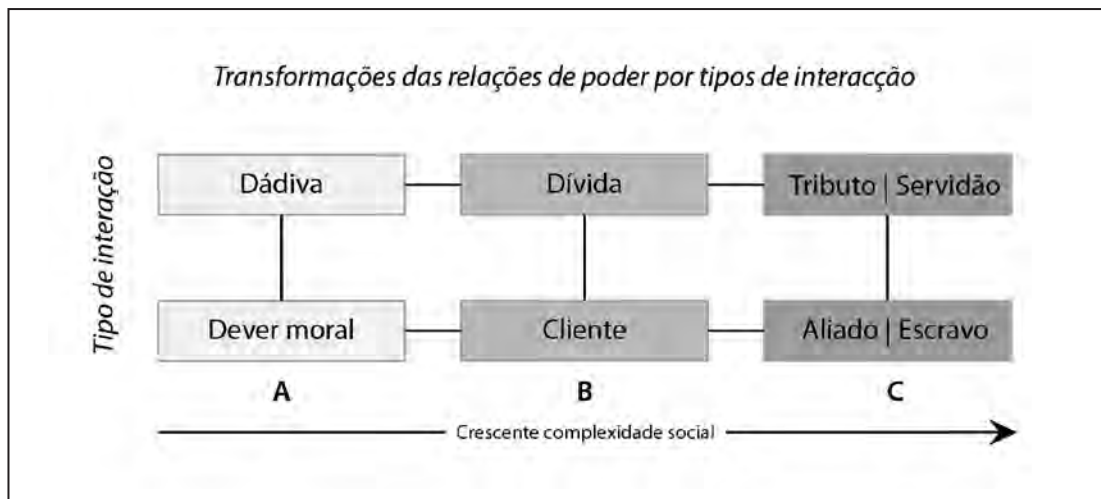 Transformações das relações de poder por tipos de interacção
Tipo de interação
Dádiva
Dívida
Tributo | Servidão
Dever moral
Cliente
Aliado | Escravo
A
B
C
Crescente complexidade social